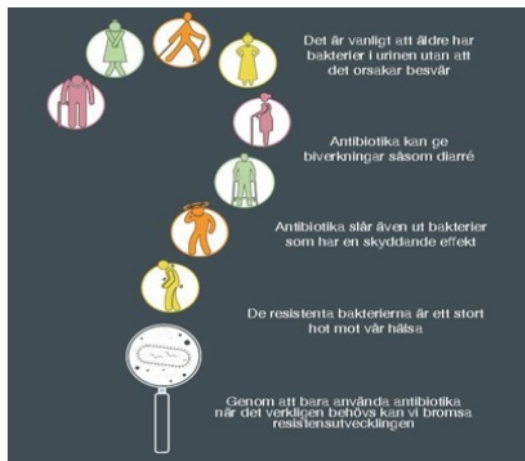 Det är vanligt att äldre har
bakterier i urinen utan att
det orsakar besvär
Antibiotika kan ge
biverkningar såsom diarré
Antibiotika slår även ut bakterier
som har en skyddande effekt
De resistenta bakterierna är ett stort
hot mot vår hälsa
Genom att bara använda antibiotika
når det verkligen behövs kan vi bromsa
resistensutvecklingen